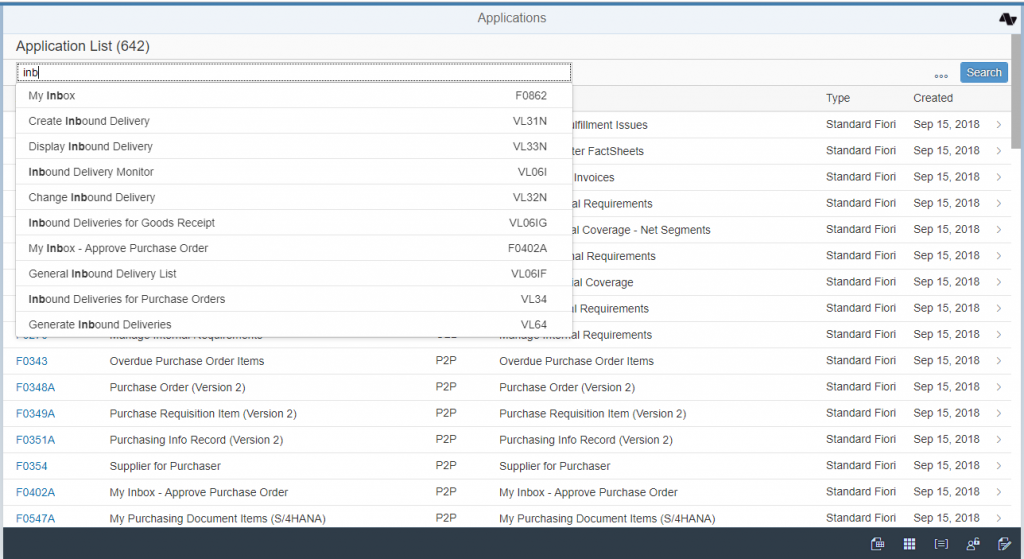 Applications
Application List (642)
inb
Search
Type Created
My Inbox F0862
Create Inbound Delivery VL31N
Display Inbound Delivery VL33N
Inbound Delivery Monitor VL06I
Change Inbound Delivery VL32N
Inbound Deliveries for Goods Receipt VL06IG
My Inbox - Approve Purchase Order F0402A
General Inbound Delivery List VL06IF
Inbound Deliveries for Purchase Orders VL34
Generate Inbound Deliveries VL64
Issues Standard Fiori Sep 15, 2018
FactSheets Standard Fiori Sep 15, 2018
Invoices Standard Fiori Sep 15, 2018
Requirements Standard Fiori Sep 15, 2018
Coverage - Net Segments Standard Fiori Sep 15, 2018
Requirements Standard Fiori Sep 15, 2018
Coverage Standard Fiori Sep 15, 2018
Requirements Standard Fiori Sep 15, 2018
Manage Internal Requirements Standard Fiori Sep 15, 2018
F0343 Overdue Purchase Order Items P2P Overdue Purchase Order Items Standard Fiori Sep 15, 2018
F0348A Purchase Order (Version 2) P2P Purchase Order (Version 2) Standard Fiori Sep 15, 2018
F0349A Purchase Requisition Item (Version 2) P2P Purchase Requisition Item (Version 2) Standard Fiori Sep 15, 2018
F0351A Purchasing Info Record (Version 2) P2P Purchasing Info Record (Version 2) Standard Fiori Sep 15, 2018
F0354 Supplier for Purchaser P2P Supplier for Purchaser Standard Fiori Sep 15, 2018
F0402A My Inbox - Approve Purchase Order P2P My Inbox - Approve Purchase Order Standard Fiori Sep 15, 2018
F0547A My Purchasing Document Items (S/4HANA) P2P My Purchasing Document Items (S/4HANA) Standard Fiori Sep 15, 2018